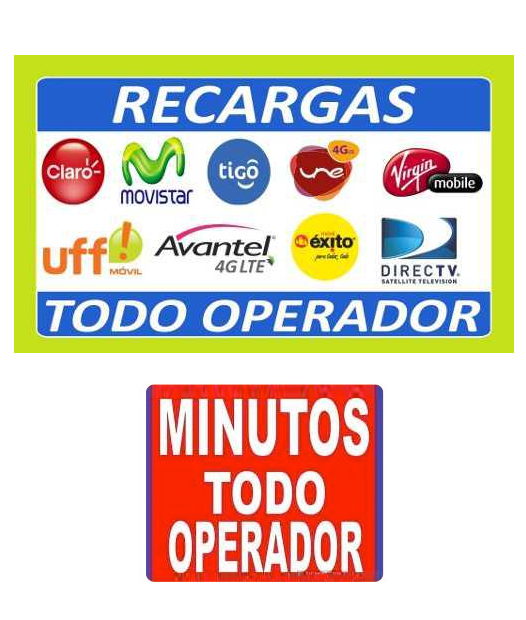 RECARGAS
Claro
movistar
tigo
une
4G
Virgin
mobile
uff!
MÓVIL
Avantel
4G LTE
éxito
DIRECTV
SATELLITE TELEVISION
TODO OPERADOR
MINUTOS
TODO
OPERADOR